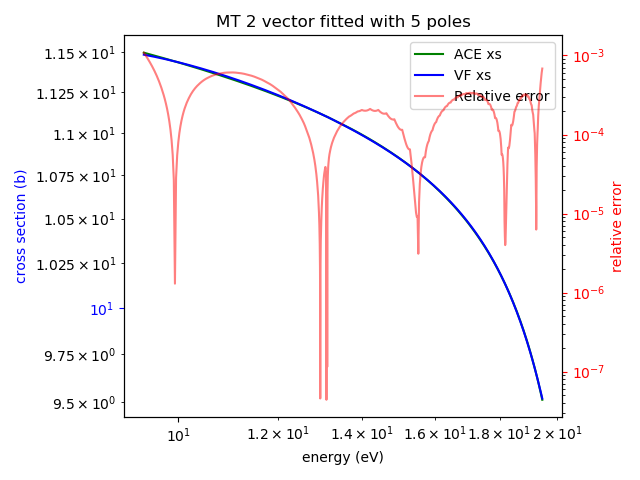 MT 2 vector fitted with 5 poles
ACE xs
VF xs
Relative error
cross section (b)
1.15 × 10¹
1.125 × 10¹
1.1 × 10¹
1.075 × 10¹
1.05 × 10¹
1.025 × 10¹
10¹
9.75 × 10⁰
9.5 × 10⁰
10⁻³
10⁻⁴
10⁻⁵
10⁻⁶
10⁻⁷
relative error
10¹ 1.2 × 10¹ 1.4 × 10¹ 1.6 × 10¹ 1.8 × 10¹ 2 × 10¹
energy (eV)